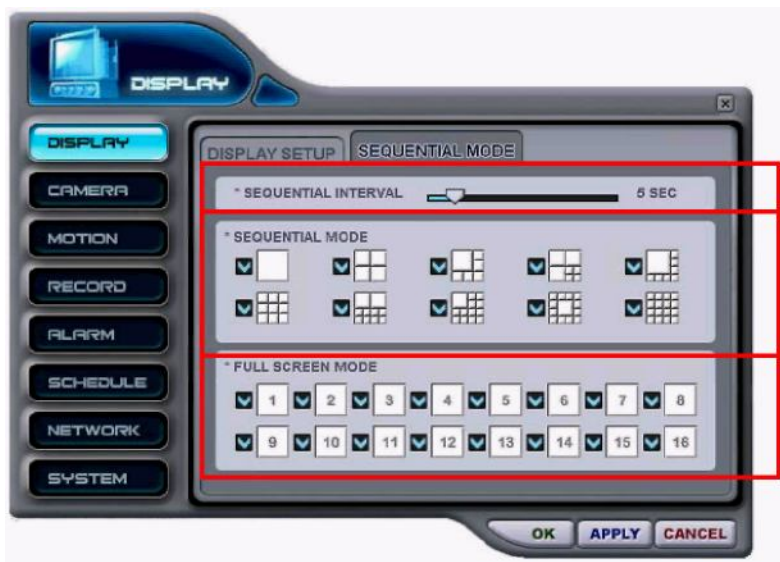 DISPLAY
DISPLAY
CAMERA
MOTION
RECORD
ALARM
SCHEDULE
NETWORK
SYSTEM
DISPLAY SETUP SEQUENTIAL MODE
* SEQUENTIAL INTERVAL 5 SEC
* SEQUENTIAL MODE
* FULL SCREEN MODE
1 2 3 4 5 6 7 8
9 10 11 12 13 14 15 16
OK APPLY CANCEL